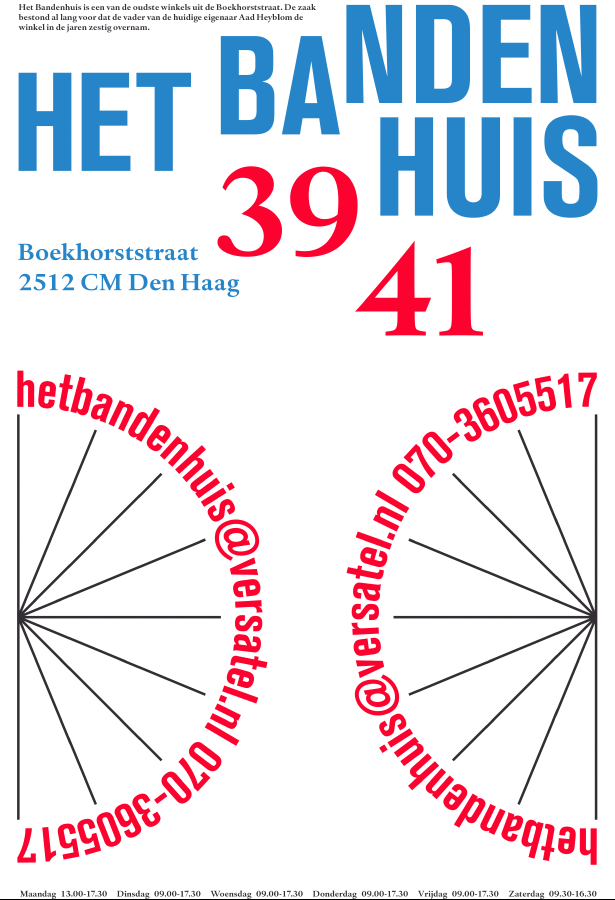 Het Bandenhuis is een van de oudste winkels uit de Boekhorststraat. De zaak
bestond al lang voor dat de vader van de huidige eigenaar Aad Heyblom de
winkel in de jaren zestig overnam.
HET BANDEN
HUIS
39
41
Boekhorststraat
2512 CM Den Haag
hetbandenhuis@versatel.nl 070-3605517
hetbandenhuis@versatel.nl 070-3605517
Maandag 13.00-17.30 Dinsdag 09.00-17.30 Woensdag 09.00-17.30 Donderdag 09.00-17.30 Vrijdag 09.00-17.30 Zaterdag 09.30-16.30